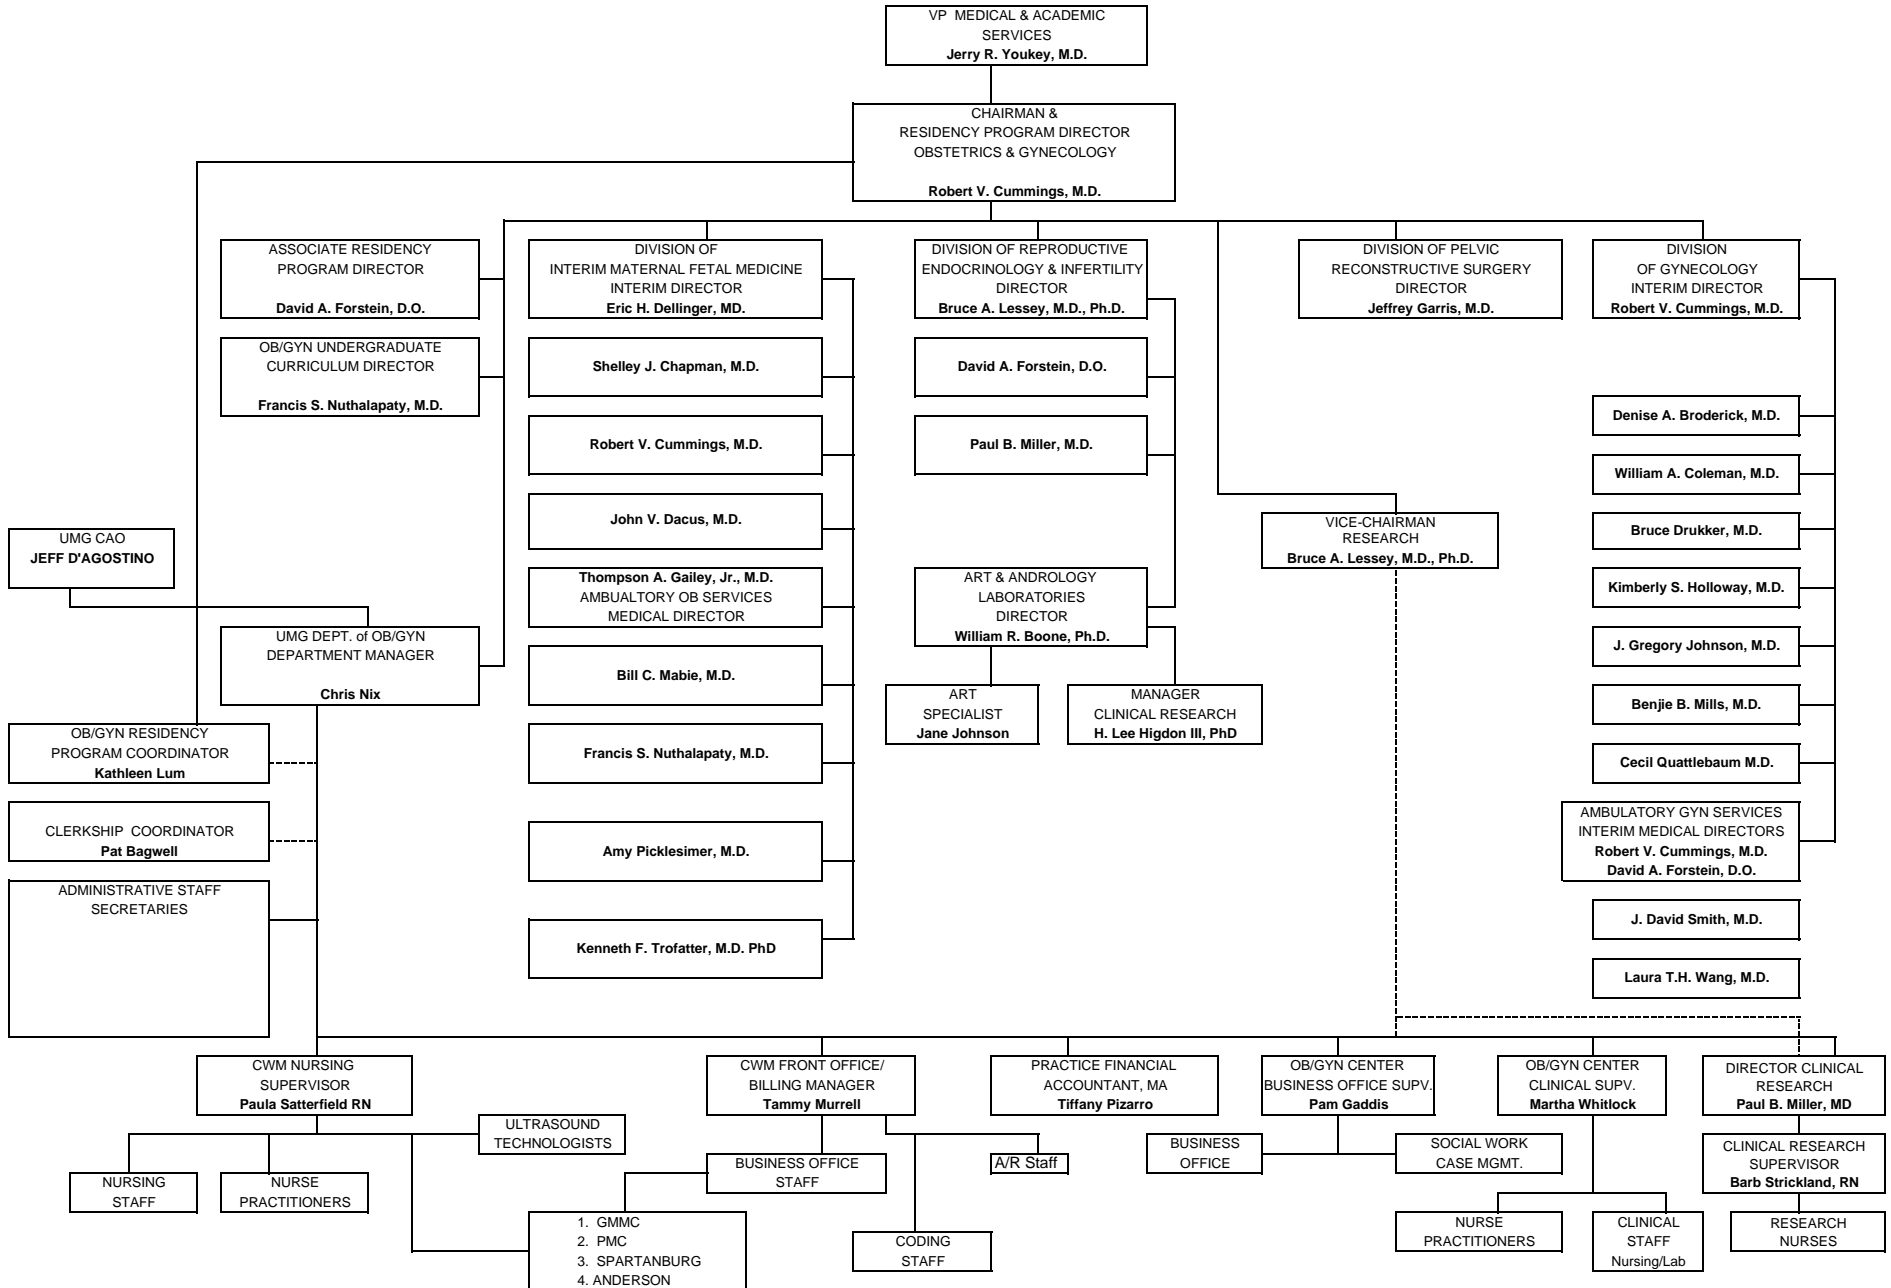 VP MEDICAL & ACADEMIC
SERVICES
Jerry R. Youkey, M.D.
CHAIRMAN &
RESIDENCY PROGRAM DIRECTOR
OBSTETRICS & GYNECOLOGY
Robert V. Cummings, M.D.
ASSOCIATE RESIDENCY
PROGRAM DIRECTOR
David A. Forstein, D.O.
DIVISION OF
INTERIM MATERNAL FETAL MEDICINE
INTERIM DIRECTOR
Eric H. Dellinger, MD.
DIVISION OF REPRODUCTIVE
ENDOCRINOLOGY & INFERTILITY
DIRECTOR
Bruce A. Lessey, M.D., Ph.D.
DIVISION OF PELVIC
RECONSTRUCTIVE SURGERY
DIRECTOR
Jeffrey Garris, M.D.
DIVISION
OF GYNECOLOGY
INTERIM DIRECTOR
Robert V. Cummings, M.D.
OB/GYN UNDERGRADUATE
CURRICULUM DIRECTOR
Francis S. Nuthalapaty, M.D.
Shelley J. Chapman, M.D.
Robert V. Cummings, M.D.
John V. Dacus, M.D.
Thompson A. Gailey, Jr., M.D.
AMBUALTORY OB SERVICES
MEDICAL DIRECTOR
Bill C. Mabie, M.D.
Francis S. Nuthalapaty, M.D.
Amy Picklesimer, M.D.
Kenneth F. Trofatter, M.D. PhD
David A. Forstein, D.O.
Paul B. Miller, M.D.
ART & ANDROLOGY
LABORATORIES
DIRECTOR
William R. Boone, Ph.D.
ART
SPECIALIST
Jane Johnson
MANAGER
CLINICAL RESEARCH
H. Lee Higdon III, PhD
VICE-CHAIRMAN
RESEARCH
Bruce A. Lessey, M.D., Ph.D.
Denise A. Broderick, M.D.
William A. Coleman, M.D.
Bruce Drukker, M.D.
Kimberly S. Holloway, M.D.
J. Gregory Johnson, M.D.
Benjie B. Mills, M.D.
Cecil Quattlebaum M.D.
AMBULATORY GYN SERVICES
INTERIM MEDICAL DIRECTORS
Robert V. Cummings, M.D.
David A. Forstein, D.O.
J. David Smith, M.D.
Laura T.H. Wang, M.D.
UMG CAO
JEFF D'AGOSTINO
UMG DEPT. of OB/GYN
DEPARTMENT MANAGER
Chris Nix
OB/GYN RESIDENCY
PROGRAM COORDINATOR
Kathleen Lum
CLERKSHIP COORDINATOR
Pat Bagwell
ADMINISTRATIVE STAFF
SECRETARIES
CWM NURSING
SUPERVISOR
Paula Satterfield RN
CWM FRONT OFFICE/
BILLING MANAGER
Tammy Murrell
PRACTICE FINANCIAL
ACCOUNTANT, MA
Tiffany Pizarro
OB/GYN CENTER
BUSINESS OFFICE SUPV.
Pam Gaddis
OB/GYN CENTER
CLINICAL SUPV.
Martha Whitlock
DIRECTOR CLINICAL
RESEARCH
Paul B. Miller, MD
ULTRASOUND
TECHNOLOGISTS
NURSING
STAFF
NURSE
PRACTITIONERS
BUSINESS OFFICE
STAFF
A/R Staff
BUSINESS
OFFICE
SOCIAL WORK
CASE MGMT.
CLINICAL RESEARCH
SUPERVISOR
Barb Strickland, RN
1. GMMC
2. PMC
3. SPARTANBURG
4. ANDERSON
CODING
STAFF
NURSE
PRACTITIONERS
CLINICAL
STAFF
Nursing/Lab
RESEARCH
NURSES